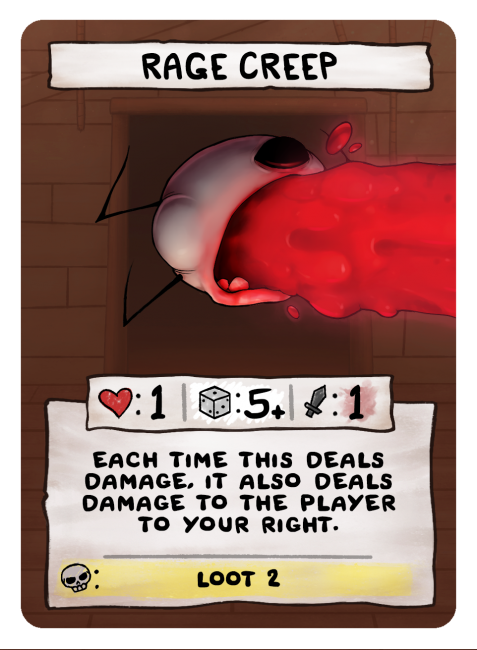 RAGE CREEP
:1 :5+ :1
EACH TIME THIS DEALS
DAMAGE, IT ALSO DEALS
DAMAGE TO THE PLAYER
TO YOUR RIGHT.
: LOOT 2